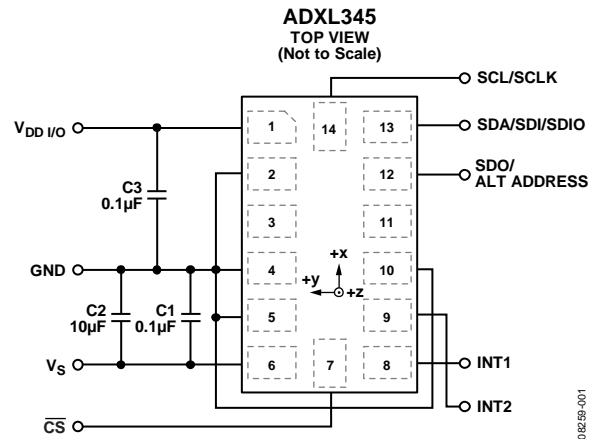 ADXL345
TOP VIEW
(Not to Scale)
SCL/SCLK
VDD I/O
1
14
13
SDA/SDI/SDIO
2
12
SDO/
ALT ADDRESS
C3
0.1µF
3
11
+x
GND
4
+y
+z
10
C2
10µF
C1
0.1µF
5
9
VS
6
7
8
INT1
INT2
CS
08259-001